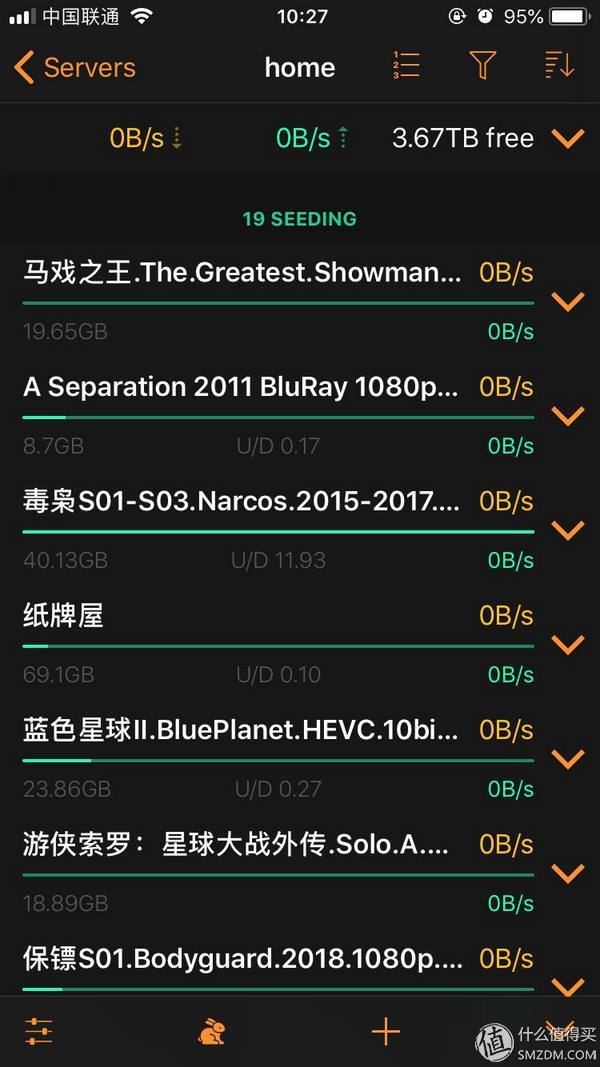 中国联通 10:27 95%
Servers home
0B/s 0B/s 3.67TB free
19 SEEDING
马戏之王.The.Greatest.Showman... 0B/s
19.65GB 0B/s
A Separation 2011 BluRay 1080p... 0B/s
8.7GB U/D 0.17 0B/s
毒枭S01-S03.Narcos.2015-2017.... 0B/s
40.13GB U/D 11.93 0B/s
纸牌屋 0B/s
69.1GB U/D 0.10 0B/s
蓝色星球II.BluePlanet.HEVC.10bi... 0B/s
23.86GB U/D 0.27 0B/s
游侠索罗：星球大战外传.Solo.A.... 0B/s
18.89GB 0B/s
保镖S01.Bodyguard.2018.1080p.... 0B/s
值 什么值得买
SMZDM.COM